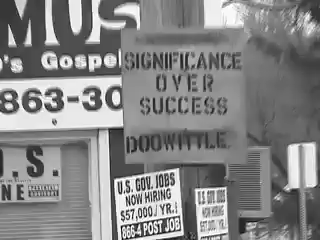 MUS
's Gospel
863-30
SIGNIFICANCE
OVER
SUCCESS
DOOWITTLE.
.S.
NE
U.S. GOV. JOBS
NOW HIRING
$57,000/ YR.!
866-4 POST JOB
U.S. GOV. JOBS
NOW HIRING